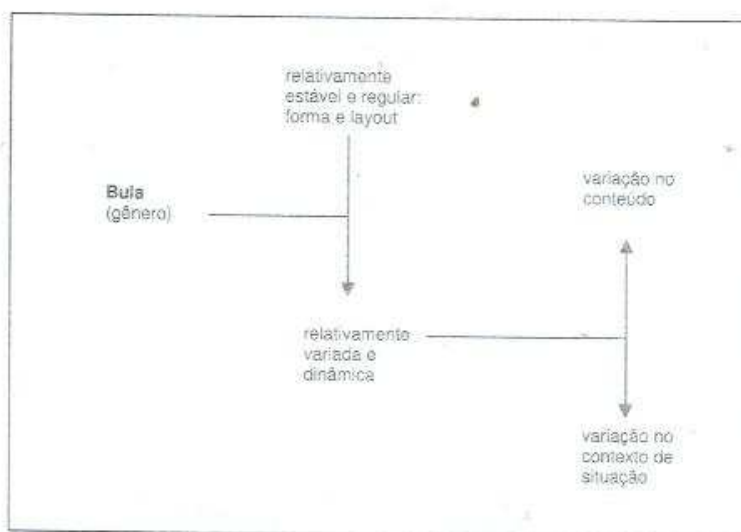 relativamente
estável e regular:
forma e layout
Bula
(gênero)
variação no
conteúdo
relativamente
variada e
dinâmica
variação no
contexto de
situação